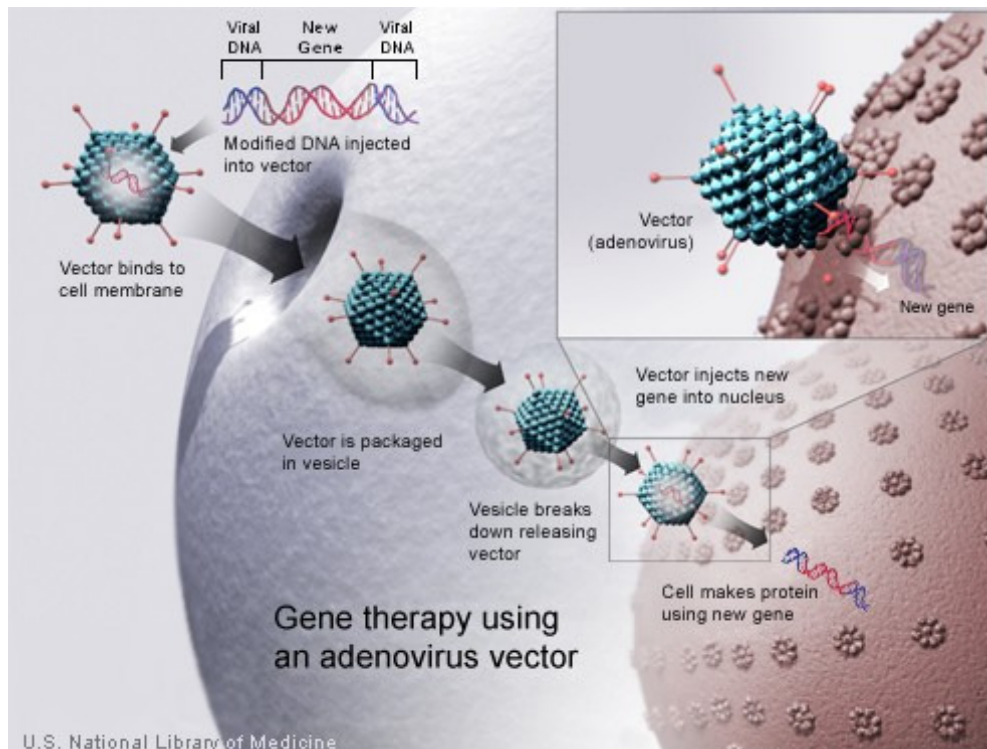 Viral DNA
New Gene
Viral DNA
Modified DNA injected
into vector
Vector binds to
cell membrane
Vector is packaged
in vesicle
Vesicle breaks
down releasing
vector
Vector injects new
gene into nucleus
Vector
(adenovirus)
New gene
Cell makes protein
using new gene
Gene therapy using
an adenovirus vector
U.S. National Library of Medicine